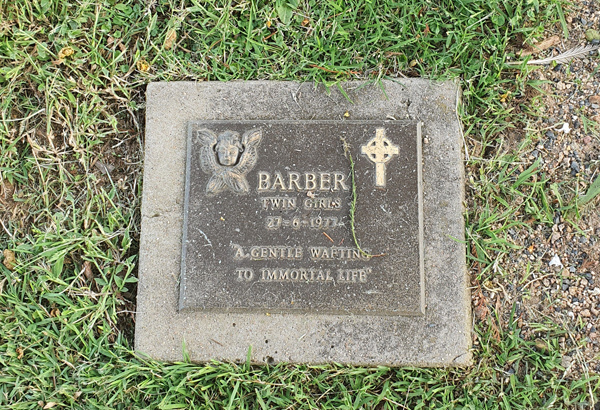 BARBER
TWIN GIRLS
27-6-1977
"A GENTLE WAFTING
TO IMMORTAL LIFE"